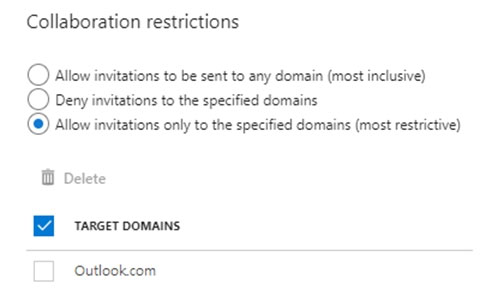 Collaboration restrictions
Allow invitations to be sent to any domain (most inclusive)
Deny invitations to the specified domains
Allow invitations only to the specified domains (most restrictive)
Delete
TARGET DOMAINS
Outlook.com